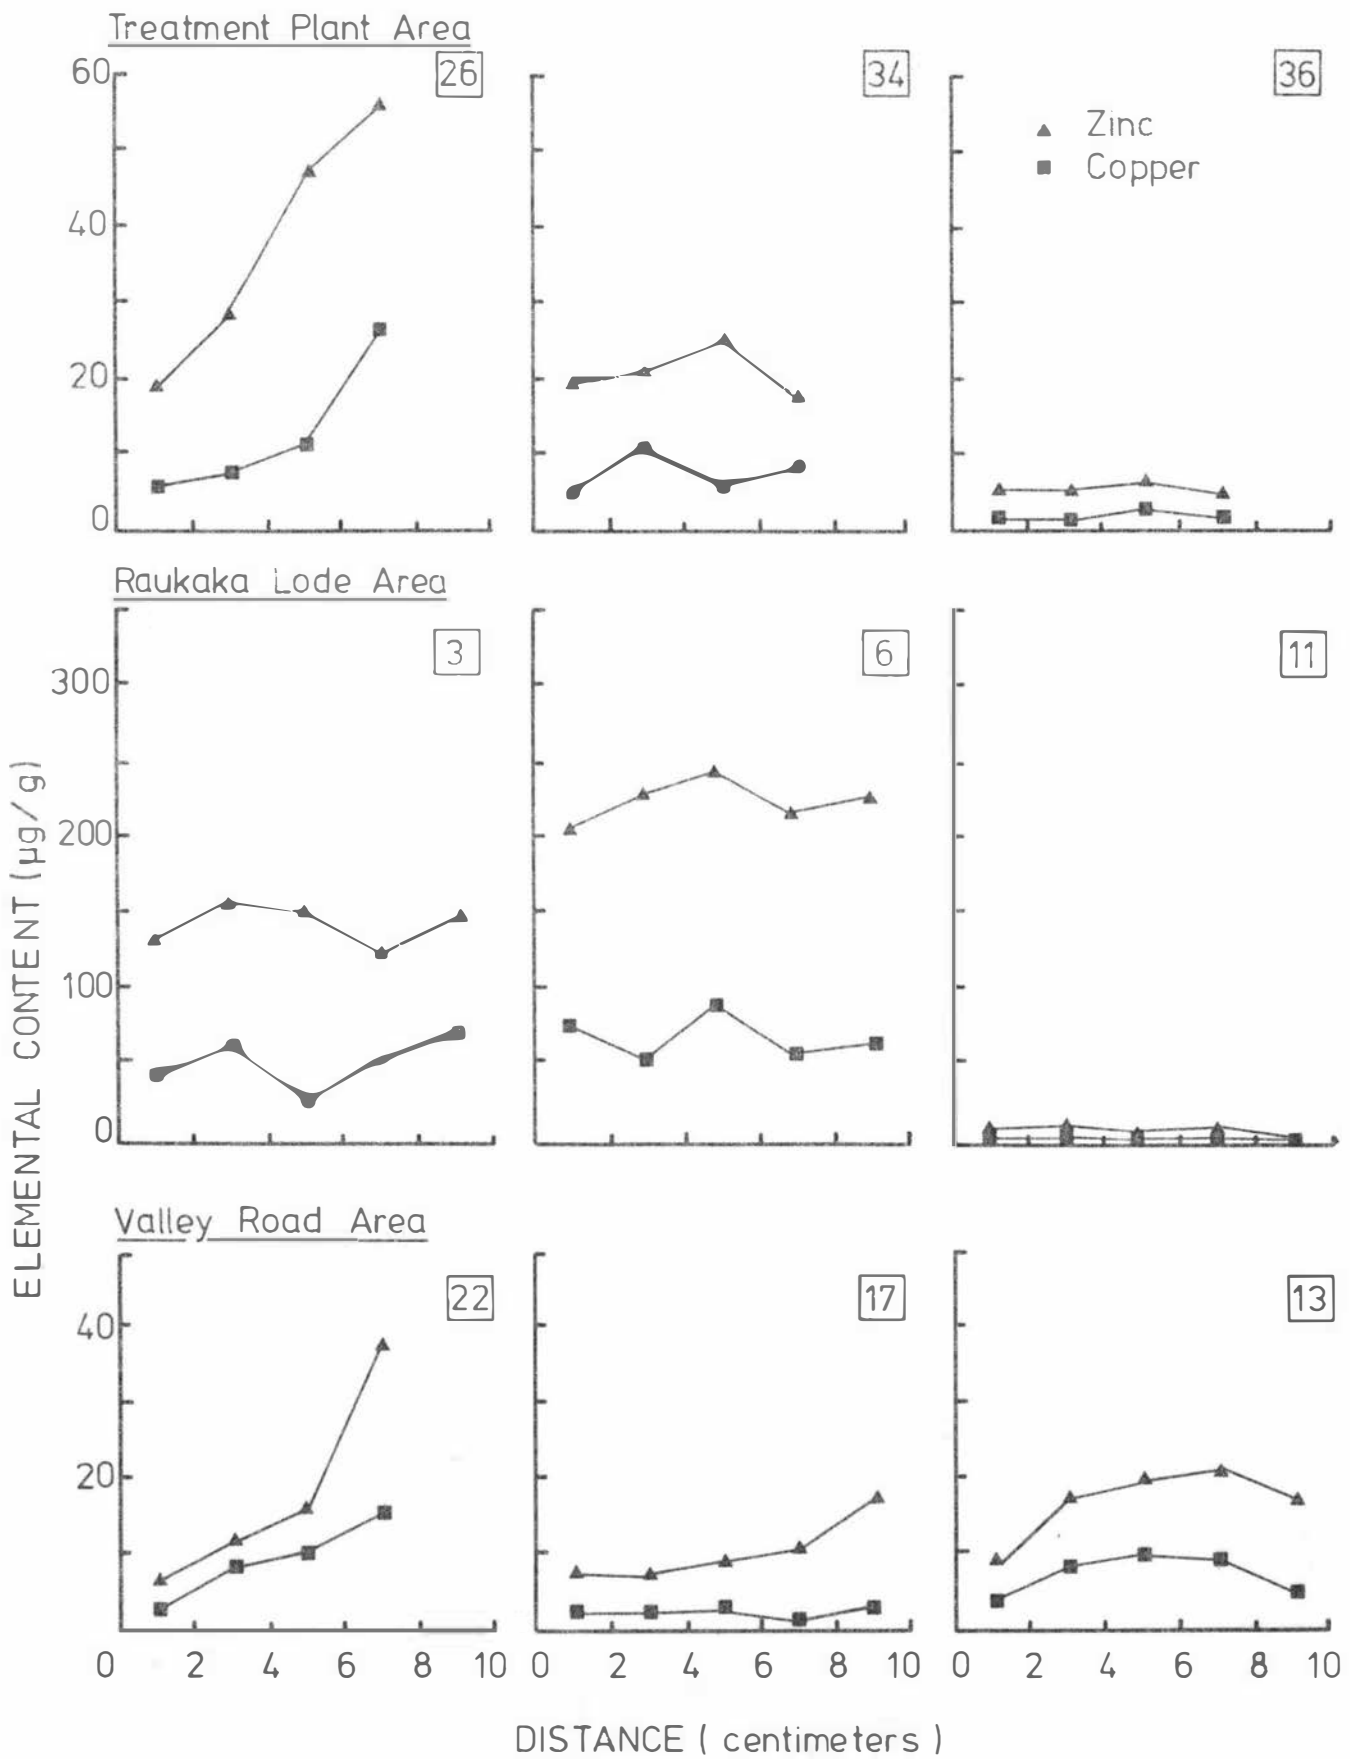 Treatment Plant Area
60 26 34 36
Zinc
Copper
40
20
0
Raukaka Lode Area
3 6 11
300
200
100
0
ELEMENTAL CONTENT (µg/g)
Valley Road Area
22 17 13
40
20
0 2 4 6 8 10 0 2 4 6 8 10 0 2 4 6 8 10
DISTANCE ( centimeters )